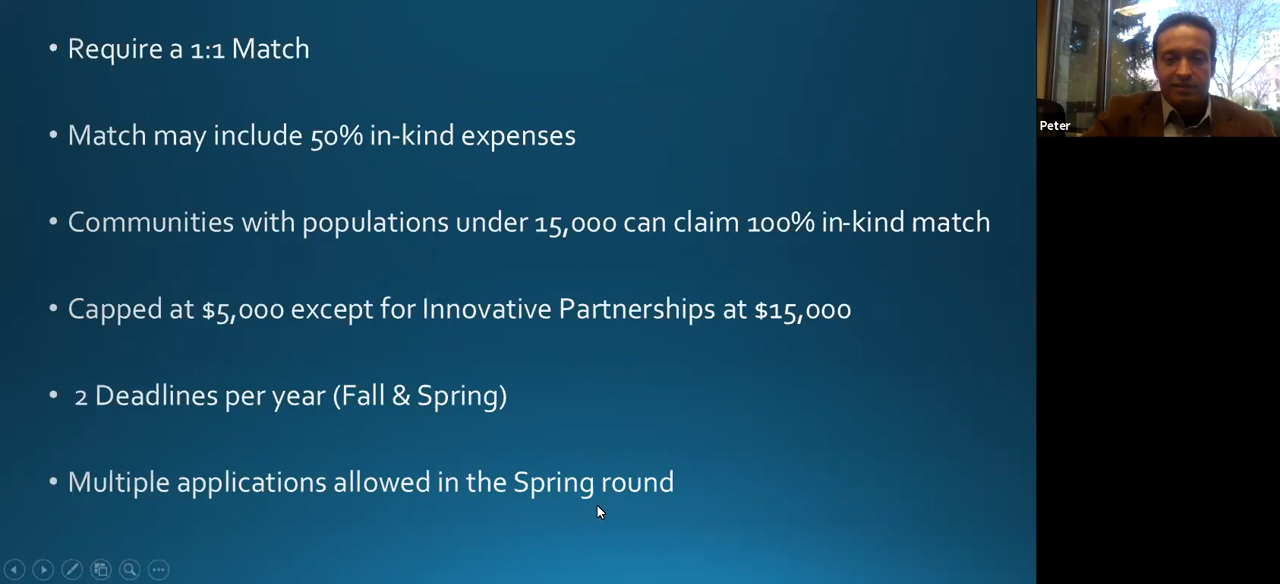 • Require a 1:1 Match
• Match may include 50% in-kind expenses
• Communities with populations under 15,000 can claim 100% in-kind match
• Capped at $5,000 except for Innovative Partnerships at $15,000
• 2 Deadlines per year (Fall & Spring)
• Multiple applications allowed in the Spring round
Peter